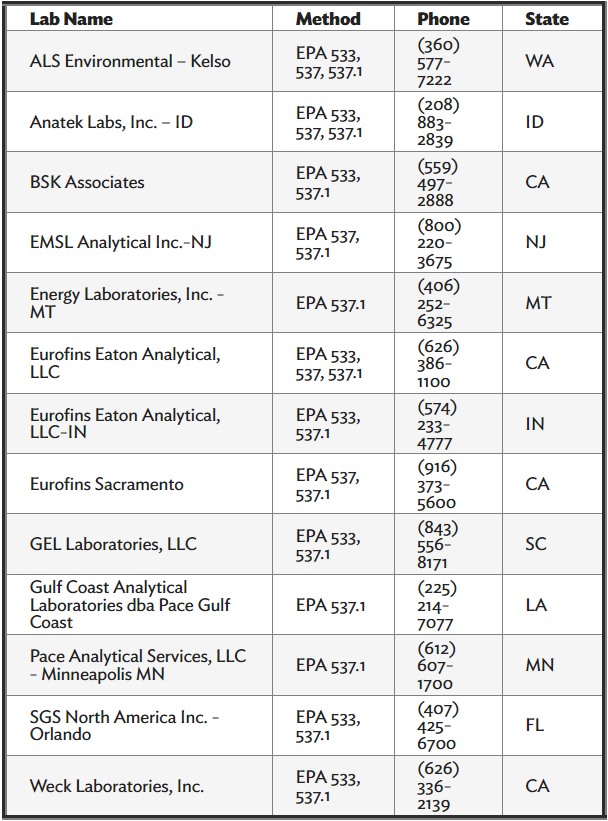 Lab Name Method Phone State
ALS Environmental – Kelso EPA 533, 537, 537.1 (360) 577-7222 WA
Anatek Labs, Inc. – ID EPA 533, 537, 537.1 (208) 883-2839 ID
BSK Associates EPA 533, 537.1 (559) 497-2888 CA
EMSL Analytical Inc.-NJ EPA 537, 537.1 (800) 220-3675 NJ
Energy Laboratories, Inc. - MT EPA 537.1 (406) 252-6325 MT
Eurofins Eaton Analytical, LLC EPA 533, 537, 537.1 (626) 386-1100 CA
Eurofins Eaton Analytical, LLC-IN EPA 533, 537.1 (574) 233-4777 IN
Eurofins Sacramento EPA 537, 537.1 (916) 373-5600 CA
GEL Laboratories, LLC EPA 533, 537.1 (843) 556-8171 SC
Gulf Coast Analytical Laboratories dba Pace Gulf Coast EPA 537.1 (225) 214-7077 LA
Pace Analytical Services, LLC - Minneapolis MN EPA 537.1 (612) 607-1700 MN
SGS North America Inc. - Orlando EPA 533, 537.1 (407) 425-6700 FL
Weck Laboratories, Inc. EPA 533, 537.1 (626) 336-2139 CA